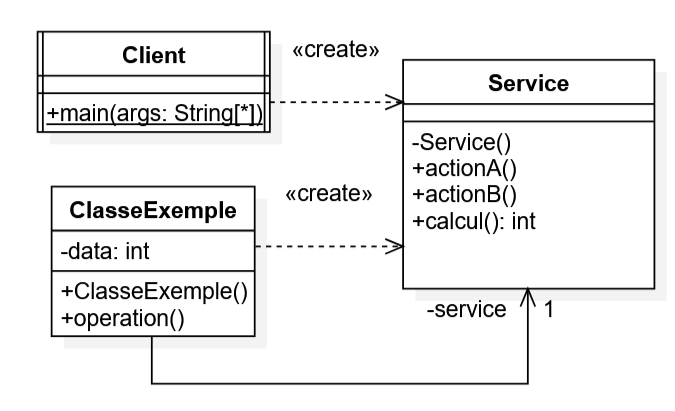 Client
+main(args: String[*])
«create»
Service
-Service()
+actionA()
+actionB()
+calcul(): int
ClasseExemple
-data: int
+ClasseExemple()
+operation()
«create»
-service
1